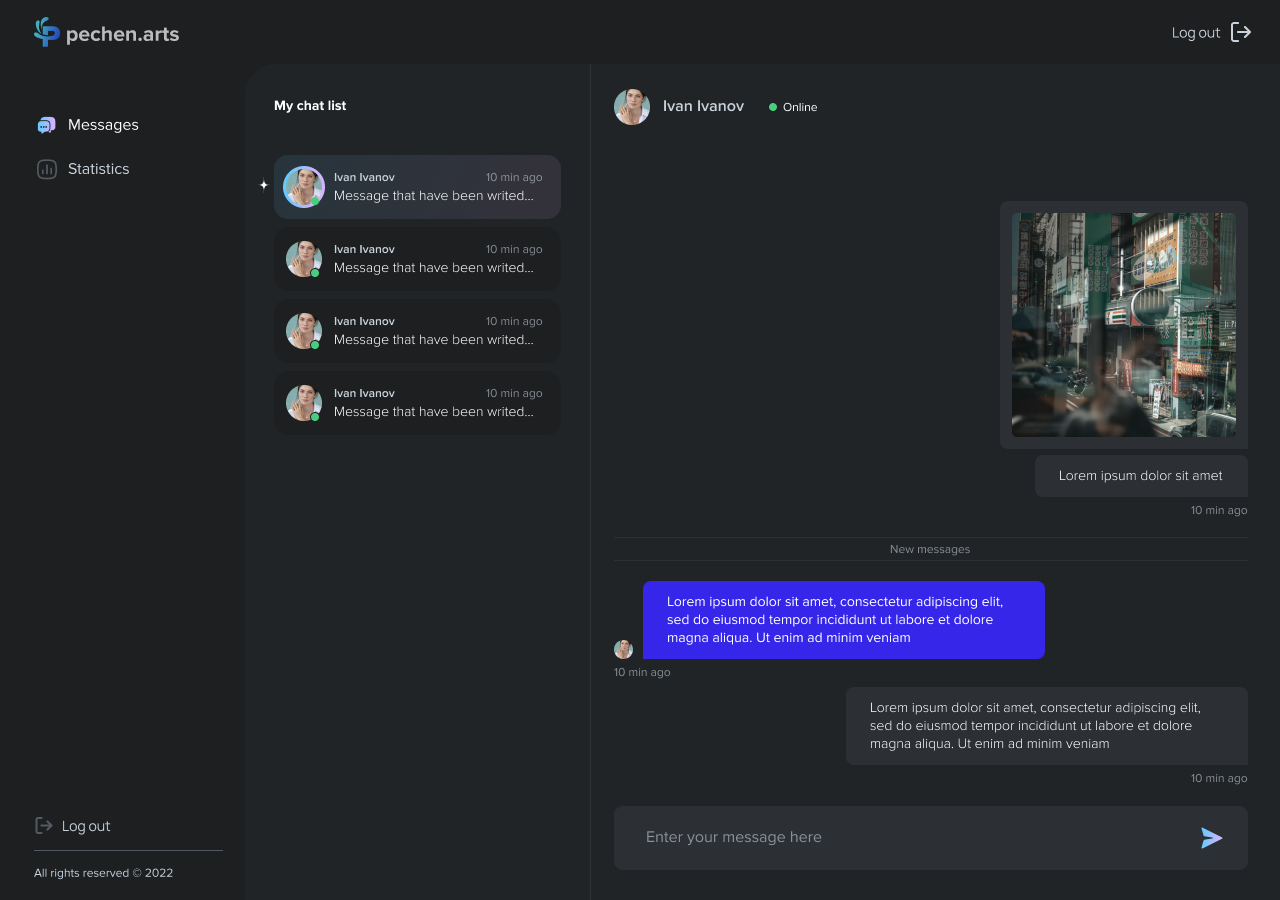 pechen.arts
Log out
Messages
Statistics
My chat list
Ivan Ivanov 10 min ago
Message that have been writed...
Ivan Ivanov 10 min ago
Message that have been writed...
Ivan Ivanov 10 min ago
Message that have been writed...
Ivan Ivanov 10 min ago
Message that have been writed...
Ivan Ivanov Online
Lorem ipsum dolor sit amet
10 min ago
New messages
Lorem ipsum dolor sit amet, consectetur adipiscing elit,
sed do eiusmod tempor incididunt ut labore et dolore
magna aliqua. Ut enim ad minim veniam
10 min ago
Lorem ipsum dolor sit amet, consectetur adipiscing elit,
sed do eiusmod tempor incididunt ut labore et dolore
magna aliqua. Ut enim ad minim veniam
10 min ago
Enter your message here
Log out
All rights reserved © 2022